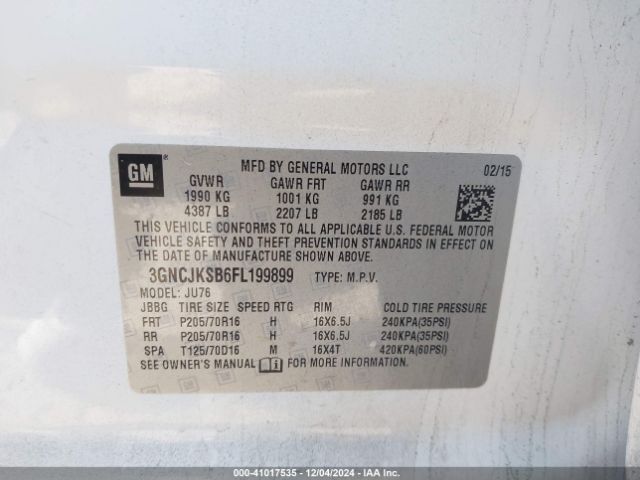 GM
MFD BY GENERAL MOTORS LLC 02/15
GVWR GAWR FRT GAWR RR
1990 KG 1001 KG 991 KG
4387 LB 2207 LB 2185 LB
THIS VEHICLE CONFORMS TO ALL APPLICABLE U.S. FEDERAL MOTOR
VEHICLE SAFETY AND THEFT PREVENTION STANDARDS IN EFFECT ON
THE DATE OF MANUFACTURE SHOWN ABOVE.
3GNCJKSB6FL199899 TYPE: M.P.V.
MODEL: JU76
JBBG TIRE SIZE SPEED RTG RIM COLD TIRE PRESSURE
FRT P205/70R16 H 16X6.5J 240KPA(35PSI)
RR P205/70R16 H 16X6.5J 240KPA(35PSI)
SPA T125/70D16 M 16X4T 420KPA(60PSI)
SEE OWNER'S MANUAL FOR MORE INFORMATION.
000-41017535 - 12/04/2024 - IAA Inc.